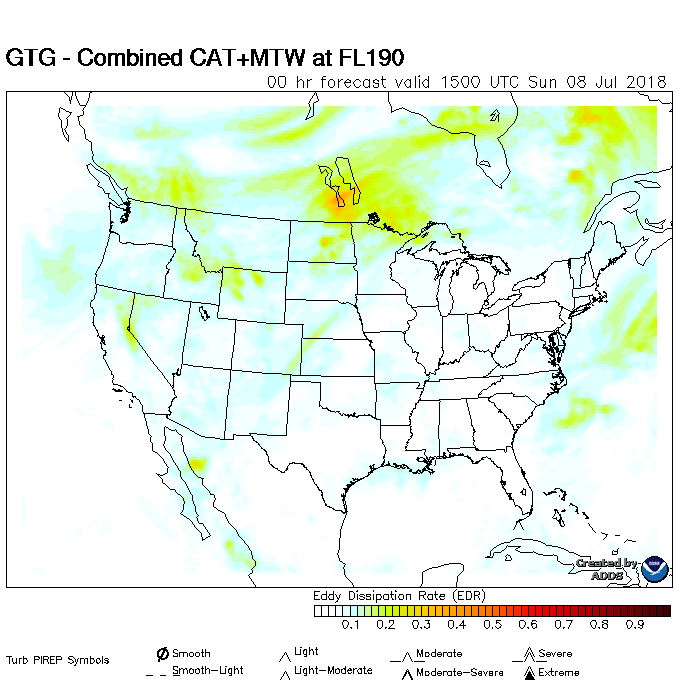 GTG - Combined CAT+MTW at FL190
00 hr forecast valid 1500 UTC Sun 08 Jul 2018
Created by
ADDS
Eddy Dissipation Rate (EDR)
0.1 0.2 0.3 0.4 0.5 0.6 0.7 0.8 0.9
Turb PIREP Symbols
Smooth Light Moderate Severe
Smooth-Light Light-Moderate Moderate-Severe Extreme